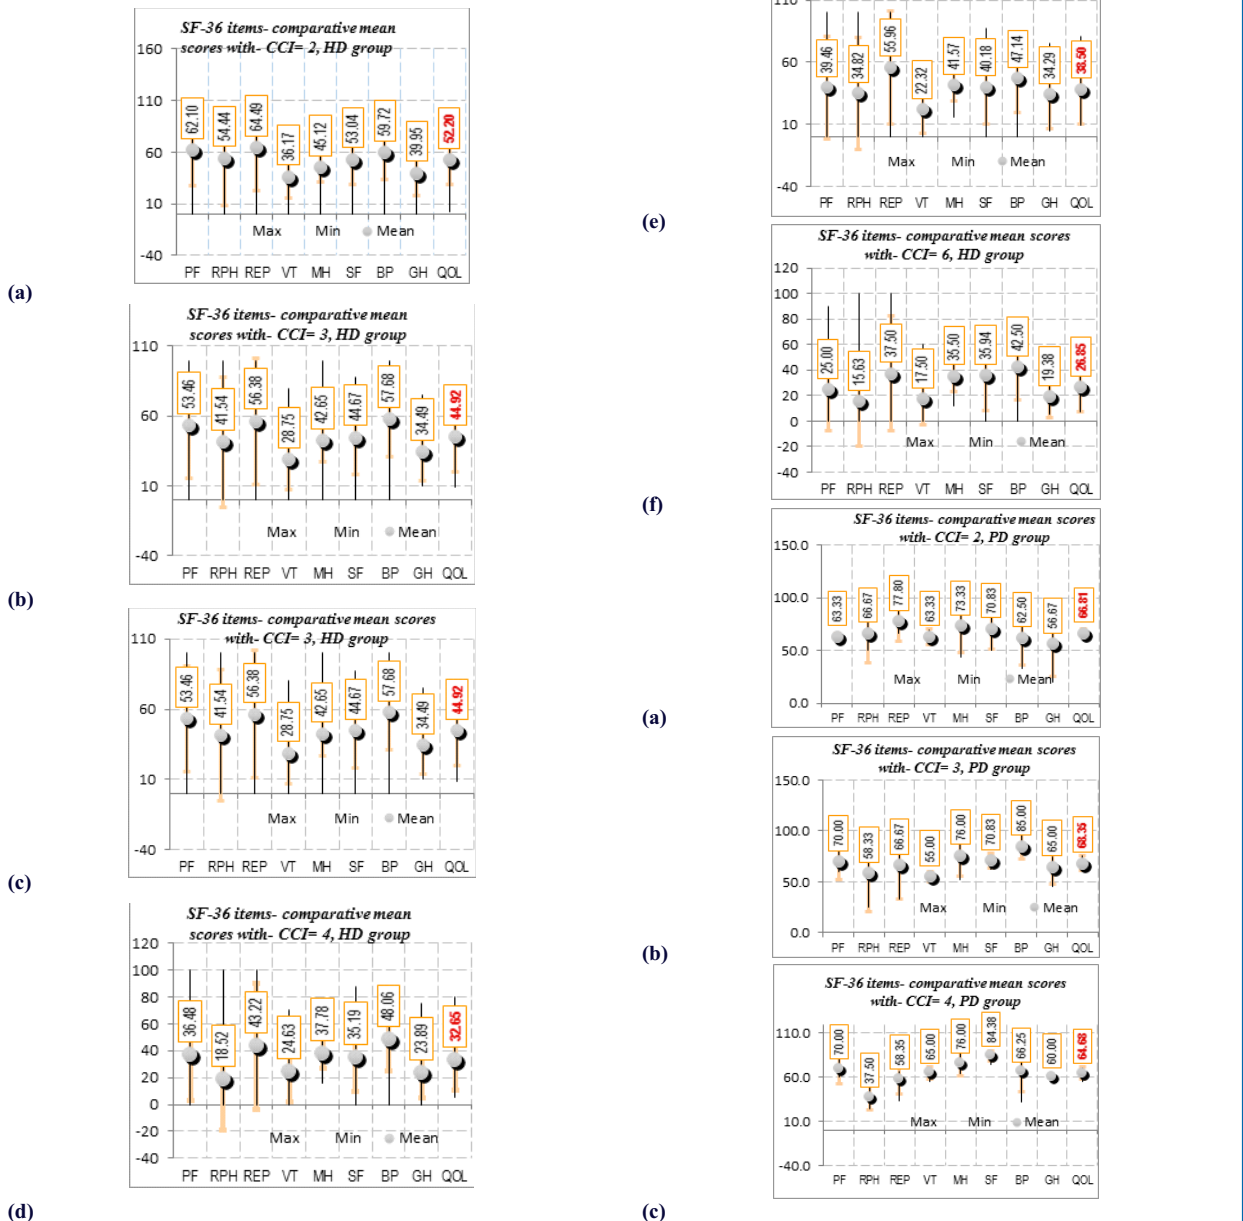 SF-36 items- comparative mean
scores with- CCI= 2, HD group
160
110
60
10
-40
62.10
54.44
64.49
36.17
45.12
53.04
59.72
39.95
52.20
Max Min Mean
PF RPH REP VT MH SF BP GH QOL
(a)
SF-36 items- comparative mean
scores with- CCI= 3, HD group
110
60
10
-40
53.46
41.54
56.38
28.75
42.65
44.67
57.68
34.49
44.92
Max Min Mean
PF RPH REP VT MH SF BP GH QOL
(b)
SF-36 items- comparative mean scores
with- CCI= 3, HD group
110
60
10
-40
53.46
41.54
56.38
28.75
42.65
44.67
57.68
34.49
44.92
Max Min Mean
PF RPH REP VT MH SF BP GH QOL
(c)
SF-36 items- comparative mean
scores with- CCI= 4, HD group
120
100
80
60
40
20
0
-20
-40
36.48
18.52
43.22
24.63
37.78
35.19
48.06
23.89
32.65
Max Min Mean
PF RPH REP VT MH SF BP GH QOL
(d)
110
60
10
-40
39.46
34.82
55.96
22.32
41.57
40.18
47.14
34.29
38.50
Max Min Mean
PF RPH REP VT MH SF BP GH QOL
(e)
SF-36 items- comparative mean scores
with- CCI= 6, HD group
120
100
80
60
40
20
0
-20
-40
25.00
15.63
37.50
17.50
35.50
35.94
42.50
19.38
26.85
Max Min Mean
PF RPH REP VT MH SF BP GH QOL
(f)
SF-36 items- comparative mean scores
with- CCI= 2, PD group
150.0
100.0
50.0
0.0
63.33
66.67
77.80
63.33
73.33
70.83
62.50
56.67
66.81
Max Min Mean
PF RPH REP VT MH SF BP GH QOL
(a)
SF-36 items- comparative mean scores
with- CCI= 3, PD group
150.0
100.0
50.0
0.0
70.00
58.33
66.67
55.00
76.00
70.83
85.00
65.00
68.35
Max Min Mean
PF RPH REP VT MH SF BP GH QOL
(b)
SF-36 items- comparative mean scores
with- CCI= 4, PD group
110.0
60.0
10.0
-40.0
70.00
37.50
58.35
65.00
76.00
84.38
66.25
60.00
64.68
Max Min Mean
PF RPH REP VT MH SF BP GH QOL
(c)